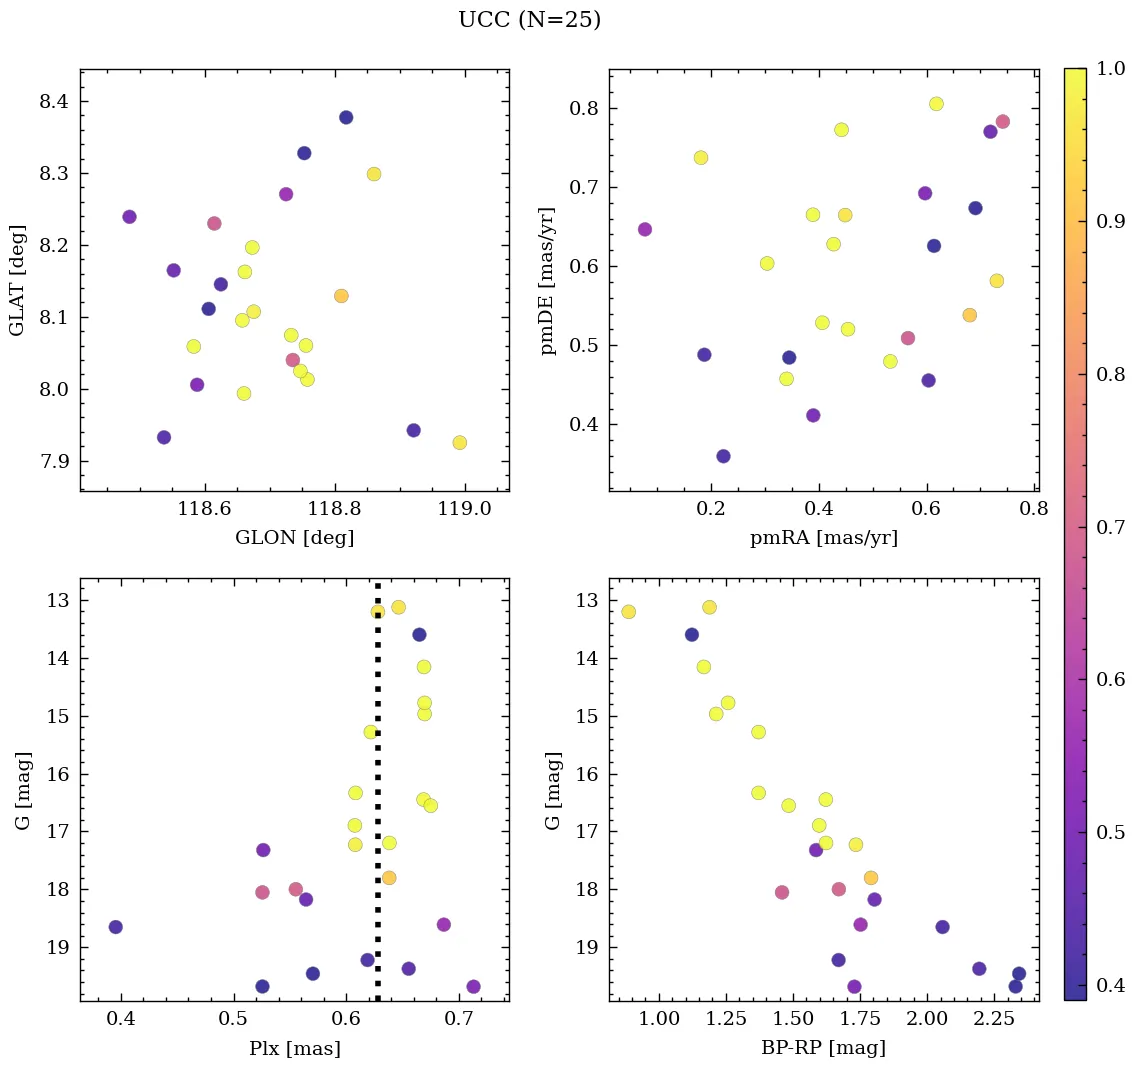 UCC (N=25)
8.4
8.3
8.2
8.1
8.0
7.9
GLAT [deg]
118.6 118.8 119.0
GLON [deg]
0.8
0.7
0.6
0.5
0.4
pmDE [mas/yr]
0.2 0.4 0.6 0.8
pmRA [mas/yr]
13
14
15
16
17
18
19
G [mag]
0.4 0.5 0.6 0.7
Plx [mas]
13
14
15
16
17
18
19
G [mag]
1.00 1.25 1.50 1.75 2.00 2.25
BP-RP [mag]
1.0
0.9
0.8
0.7
0.6
0.5
0.4